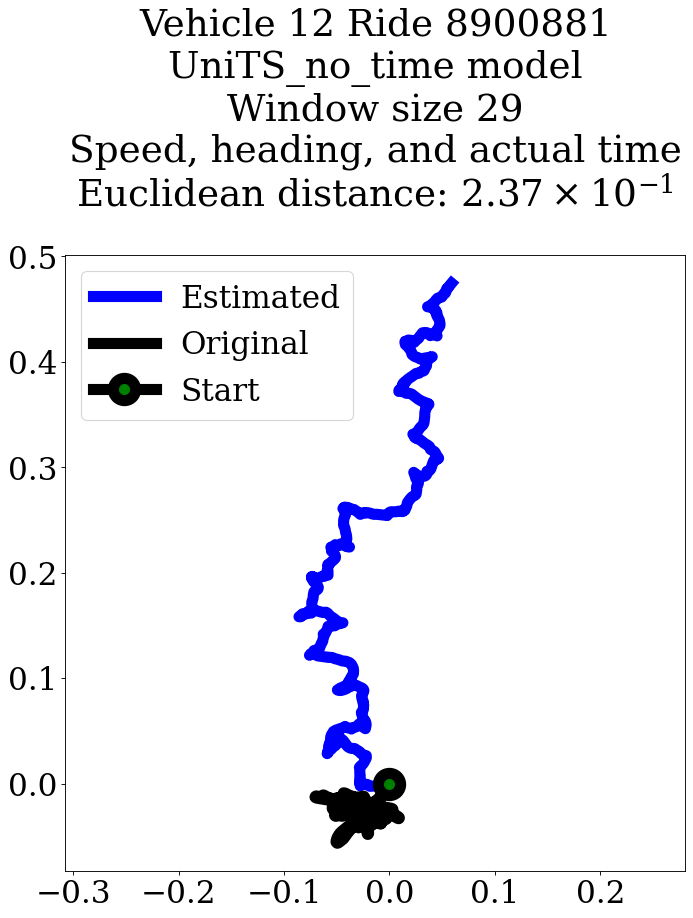 Vehicle 12 Ride 8900881
UniTS_no_time model
Window size 29
Speed, heading, and actual time
Euclidean distance: 2.37 × 10⁻¹
Estimated
Original
Start
0.5
0.4
0.3
0.2
0.1
0.0
−0.3 −0.2 −0.1 0.0 0.1 0.2